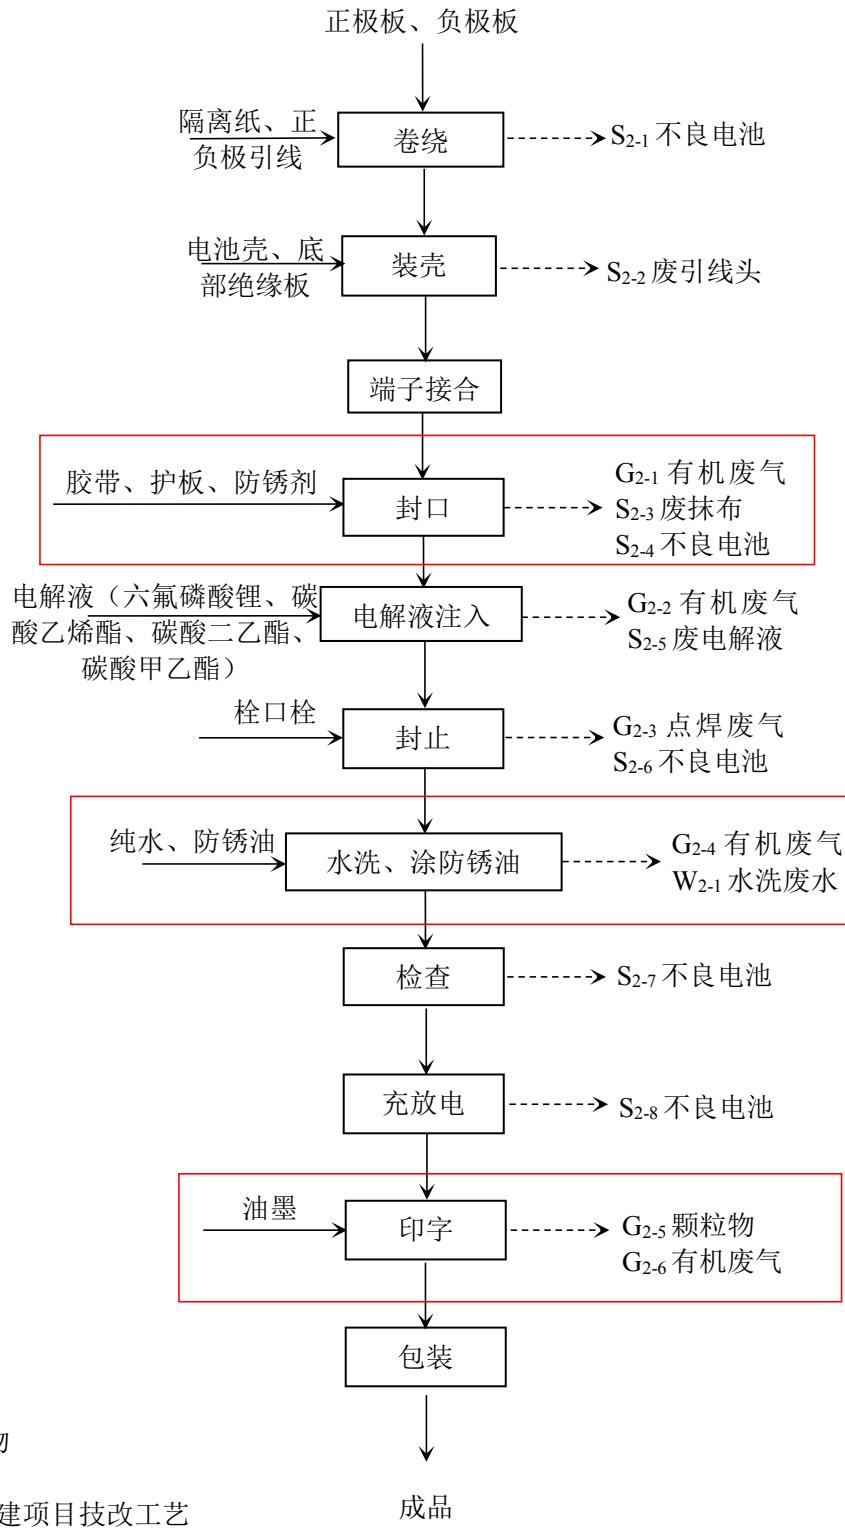 正极板、负极板
隔离纸、正
负极引线
卷绕
S2-1 不良电池
电池壳、底
部绝缘板
装壳
S2-2 废引线头
端子接合
胶带、护板、防锈剂
封口
G2-1 有机废气
S2-3 废抹布
S2-4 不良电池
电解液（六氟磷酸锂、碳
酸乙烯酯、碳酸二乙酯、
碳酸甲乙酯）
电解液注入
G2-2 有机废气
S2-5 废电解液
栓口栓
封止
G2-3 点焊废气
S2-6 不良电池
纯水、防锈油
水洗、涂防锈油
G2-4 有机废气
W2-1 水洗废水
检查
S2-7 不良电池
充放电
S2-8 不良电池
油墨
印字
G2-5 颗粒物
G2-6 有机废气
包装
物
成品
建项目技改工艺